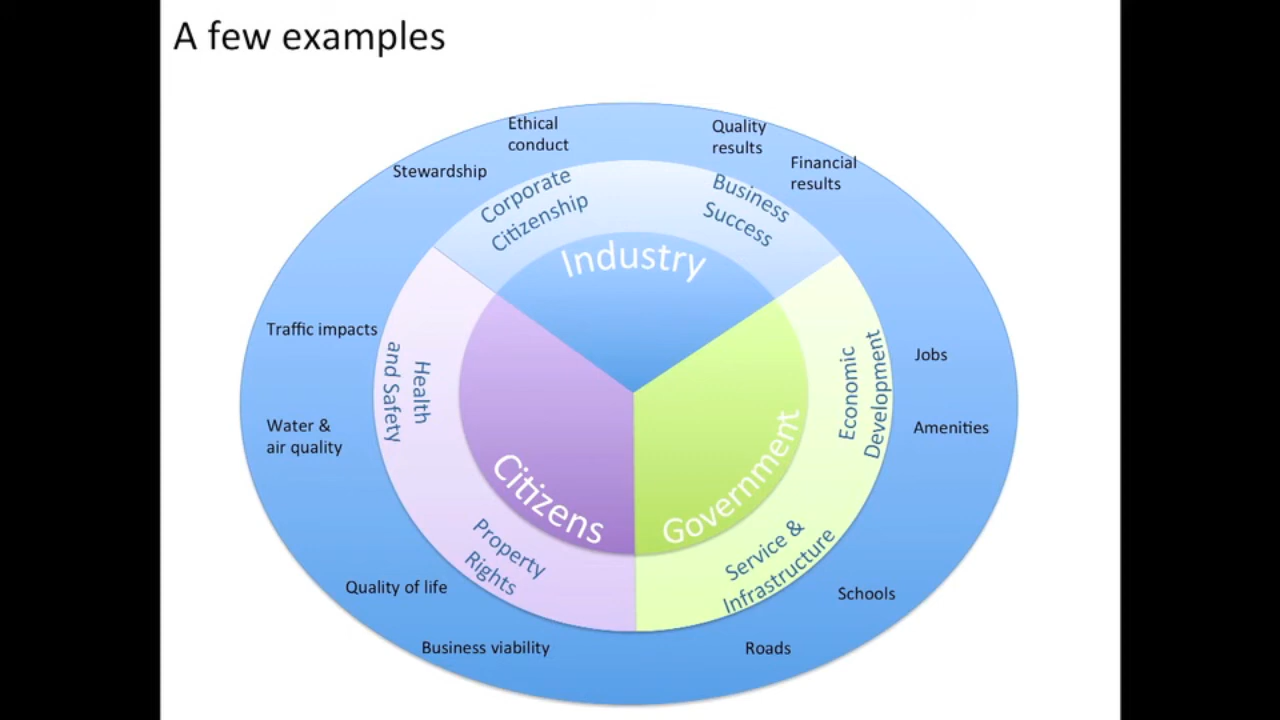 A few examples
Ethical
conduct
Stewardship
Quality
results
Financial
results
Corporate
Citizenship
Business
Success
Industry
Traffic impacts
Water &
air quality
Health
and Safety
Citizens
Property
Rights
Quality of life
Business viability
Government
Economic
Development
Service &
Infrastructure
Jobs
Amenities
Schools
Roads